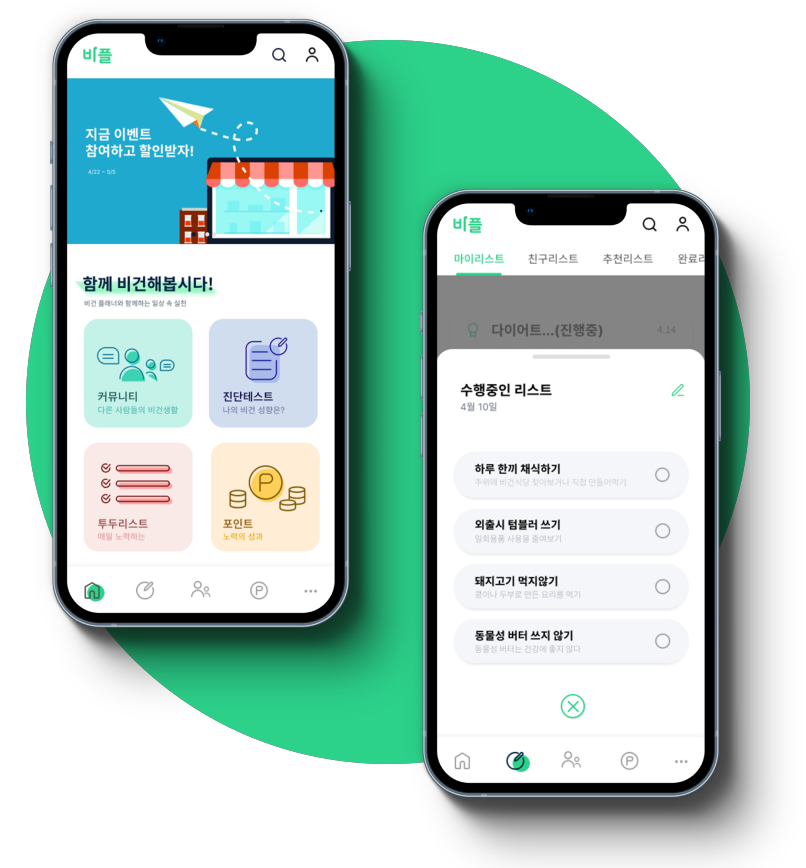 비플
지금 이벤트
참여하고 할인받자!
4/22 ~ 5/5
함께 비건해봅시다!
비건 플래너와 함께하는 일상 속 실천
커뮤니티
다른 사람들의 비건생활
진단테스트
나의 비건 성향은?
투두리스트
매일 노력하는
P
포인트
노력의 성과
P
비플
마이리스트 친구리스트 추천리스트 완료리
다이어트...(진행중) 4.14
수행중인 리스트
4월 10일
하루 한끼 채식하기
주위에 비건식당 찾아보거나 직접 만들어먹기
외출시 텀블러 쓰기
일회용품 사용을 줄여보기
돼지고기 먹지않기
콩이나 두부로 만든 요리를 먹기
동물성 버터 쓰지 않기
동물성 버터는 건강에 좋지 않다
P